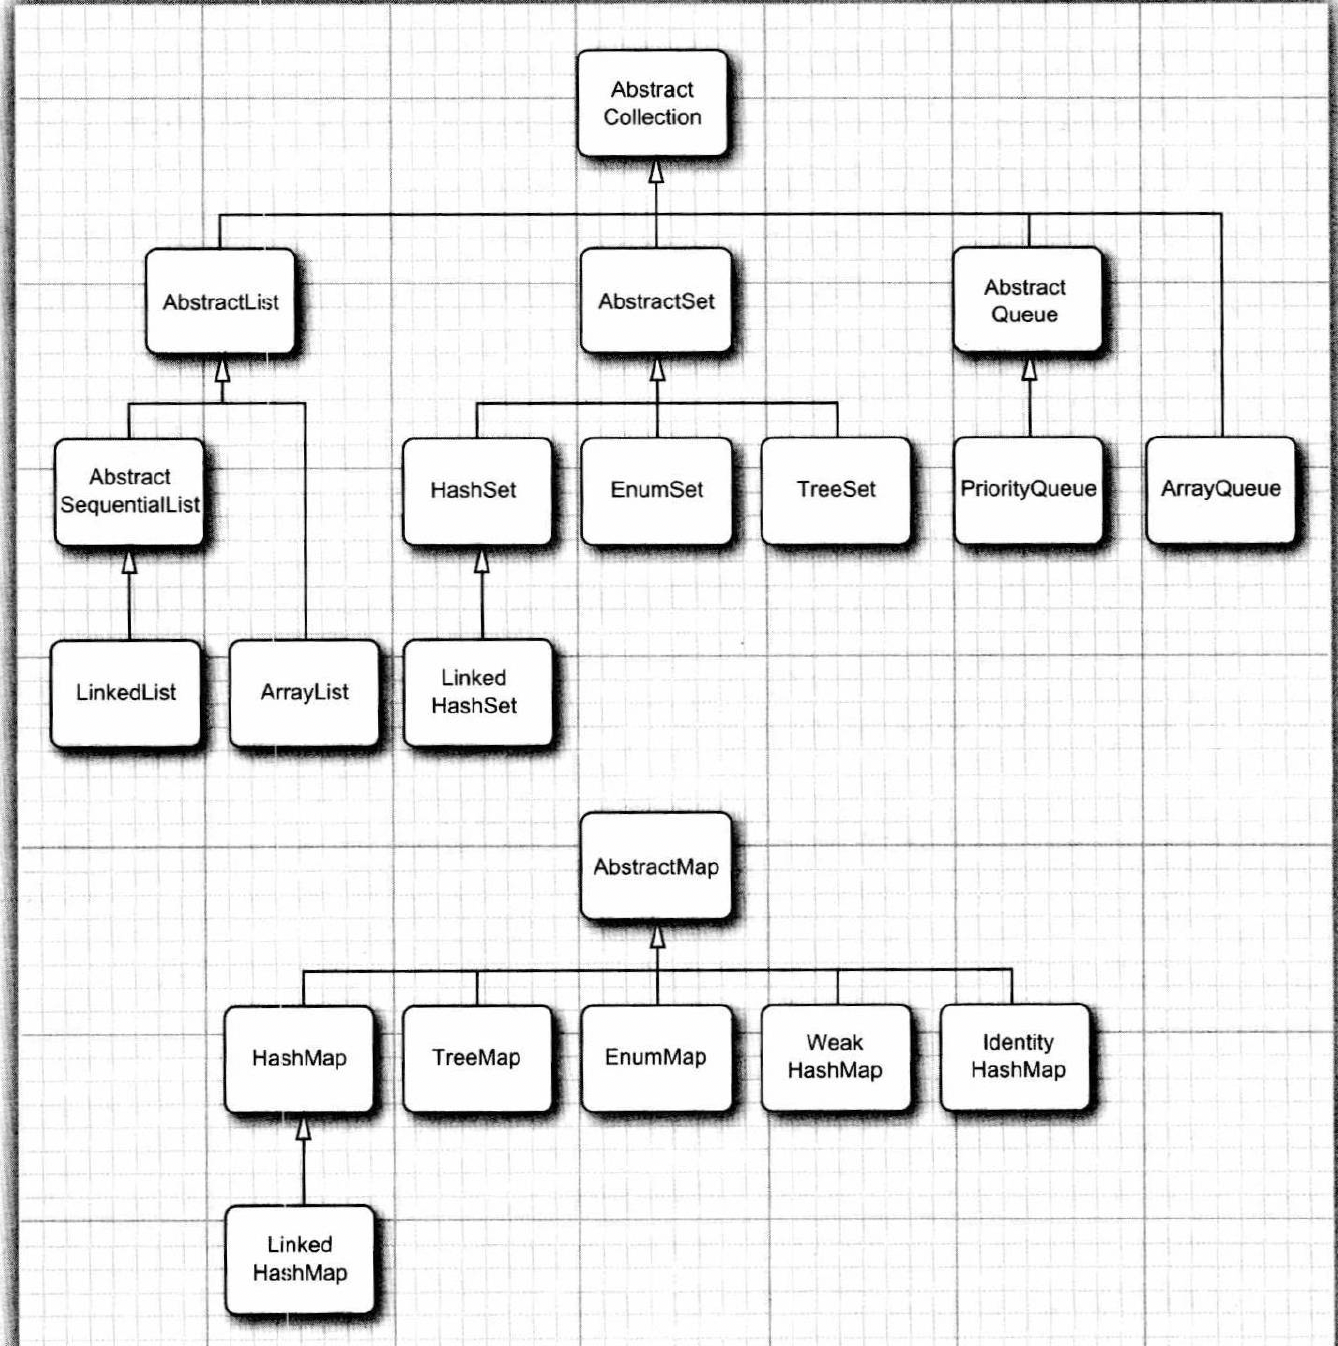 Abstract
Collection
AbstractList
AbstractSet
Abstract
Queue
Abstract
SequentialList
HashSet
EnumSet
TreeSet
PriorityQueue
ArrayQueue
LinkedList
ArrayList
Linked
HashSet
AbstractMap
HashMap
TreeMap
EnumMap
Weak
HashMap
Identity
HashMap
Linked
HashMap